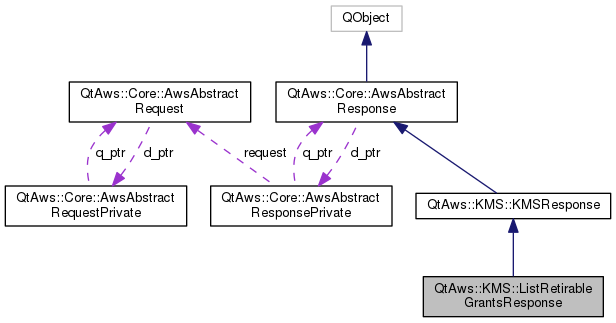 QObject
QtAws::Core::AwsAbstract
Request
QtAws::Core::AwsAbstract
Response
q_ptr
d_ptr
request
q_ptr
d_ptr
QtAws::Core::AwsAbstract
RequestPrivate
QtAws::Core::AwsAbstract
ResponsePrivate
QtAws::KMS::KMSResponse
QtAws::KMS::ListRetirable
GrantsResponse